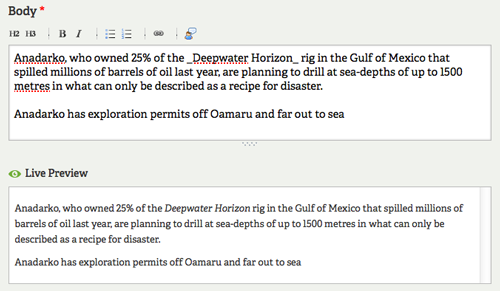 Body *
H2 H3 B I
Anadarko, who owned 25% of the _Deepwater Horizon_ rig in the Gulf of Mexico that
spilled millions of barrels of oil last year, are planning to drill at sea-depths of up to 1500
metres in what can only be described as a recipe for disaster.
Anadarko has exploration permits off Oamaru and far out to sea
Live Preview
Anadarko, who owned 25% of the Deepwater Horizon rig in the Gulf of Mexico that spilled millions of
barrels of oil last year, are planning to drill at sea-depths of up to 1500 metres in what can only be
described as a recipe for disaster.
Anadarko has exploration permits off Oamaru and far out to sea